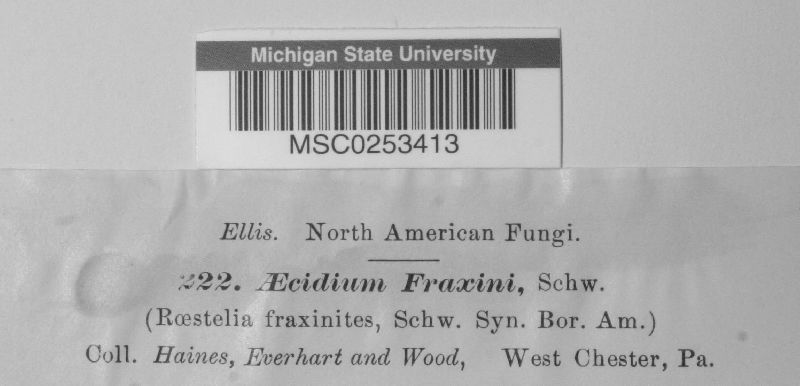 Michigan State University
MSC0253413
Ellis. North American Fungi.
222. Æcidium Fraxini, Schw.
(Rœstelia fraxinites, Schw. Syn. Bor. Am.)
Coll. Haines, Everhart and Wood, West Chester, Pa.